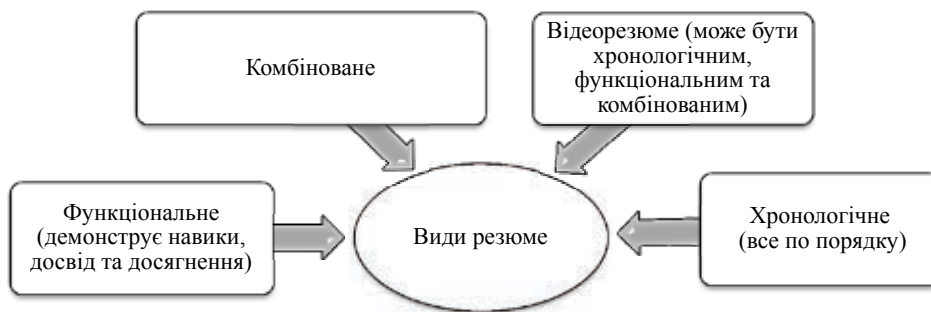 Комбіноване
Відеорезюме (може бути
хронологічним,
функціональним та
комбінованим)
Функціональне
(демонструє навики,
досвід та досягнення)
Види резюме
Хронологічне
(все по порядку)